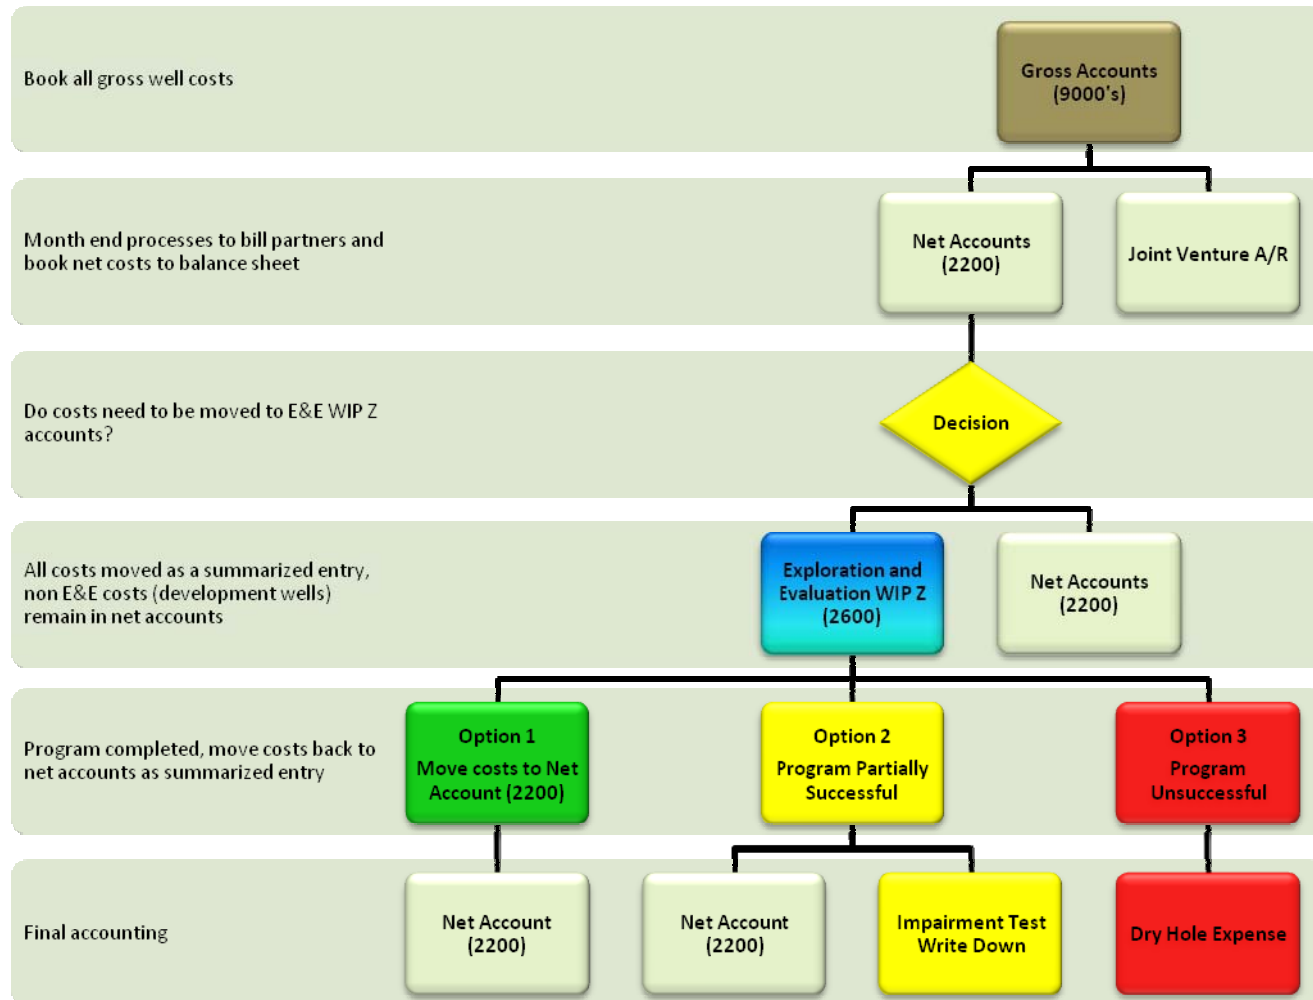 Book all gross well costs
Gross Accounts
(9000's)
Month end processes to bill partners and
book net costs to balance sheet
Net Accounts
(2200)
Joint Venture A/R
Do costs need to be moved to E&E WIP Z
accounts?
Decision
All costs moved as a summarized entry,
non E&E costs (development wells)
remain in net accounts
Exploration and
Evaluation WIP Z
(2600)
Net Accounts
(2200)
Program completed, move costs back to
net accounts as summarized entry
Option 1
Move costs to Net
Account (2200)
Option 2
Program Partially
Successful
Option 3
Program
Unsuccessful
Final accounting
Net Account
(2200)
Net Account
(2200)
Impairment Test
Write Down
Dry Hole Expense